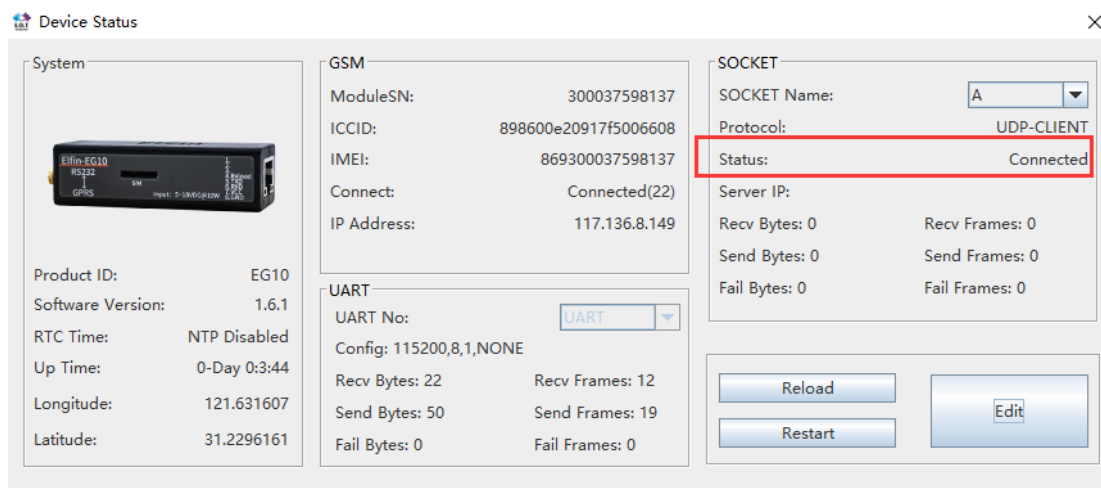 Device Status
System
Elfin-EG10
RS232
GPRS
SIM
Input: 5-18VDC@12W
Product ID: EG10
Software Version: 1.6.1
RTC Time: NTP Disabled
Up Time: 0-Day 0:3:44
Longitude: 121.631607
Latitude: 31.2296161
GSM
ModuleSN: 300037598137
ICCID: 898600e20917f5006608
IMEI: 869300037598137
Connect: Connected(22)
IP Address: 117.136.8.149
UART
UART No: UART
Config: 115200,8,1,NONE
Recv Bytes: 22 Recv Frames: 12
Send Bytes: 50 Send Frames: 19
Fail Bytes: 0 Fail Frames: 0
SOCKET
SOCKET Name: A
Protocol: UDP-CLIENT
Status: Connected
Server IP:
Recv Bytes: 0 Recv Frames: 0
Send Bytes: 0 Send Frames: 0
Fail Bytes: 0 Fail Frames: 0
Reload
Restart
Edit